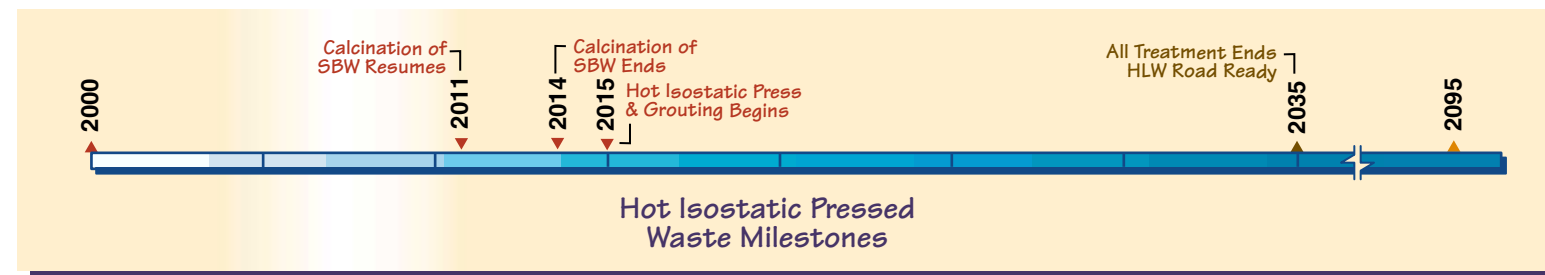 2000
Calcination of
SBW Resumes
2011
2014
Calcination of
SBW Ends
2015
Hot Isostatic Press
& Grouting Begins
All Treatment Ends
HLW Road Ready
2035
2095
Hot Isostatic Pressed
Waste Milestones